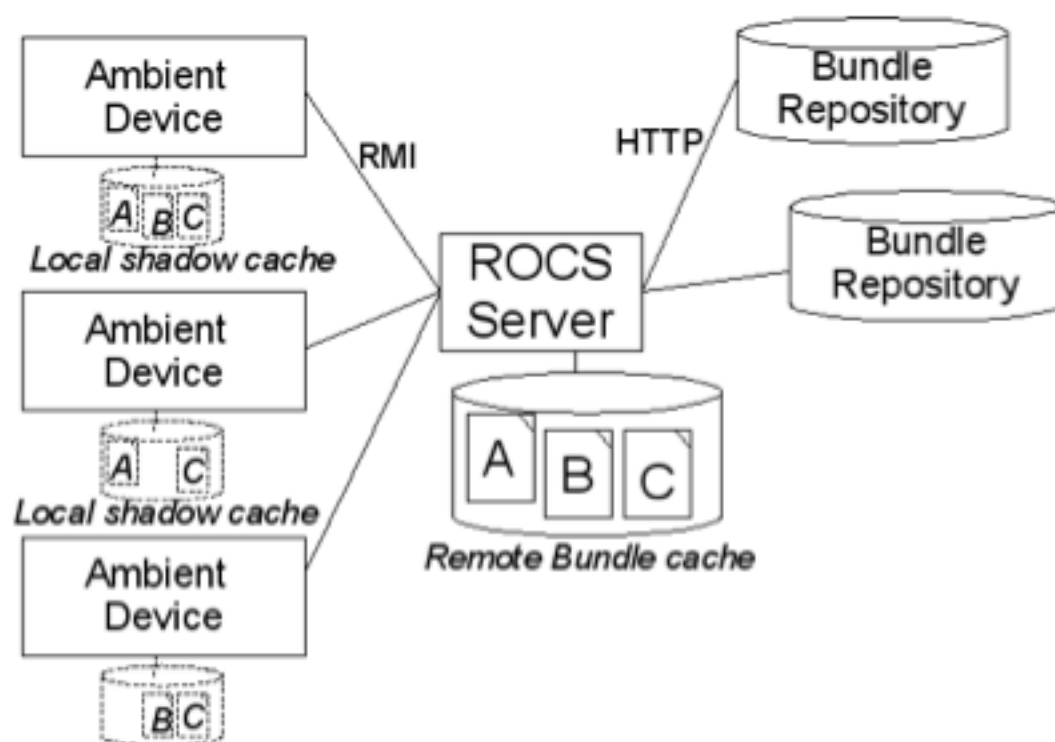 Ambient
Device
A B C
Local shadow cache
Ambient
Device
A C
Local shadow cache
Ambient
Device
B C
RMI
ROCS
Server
A B C
Remote Bundle cache
HTTP
Bundle
Repository
Bundle
Repository